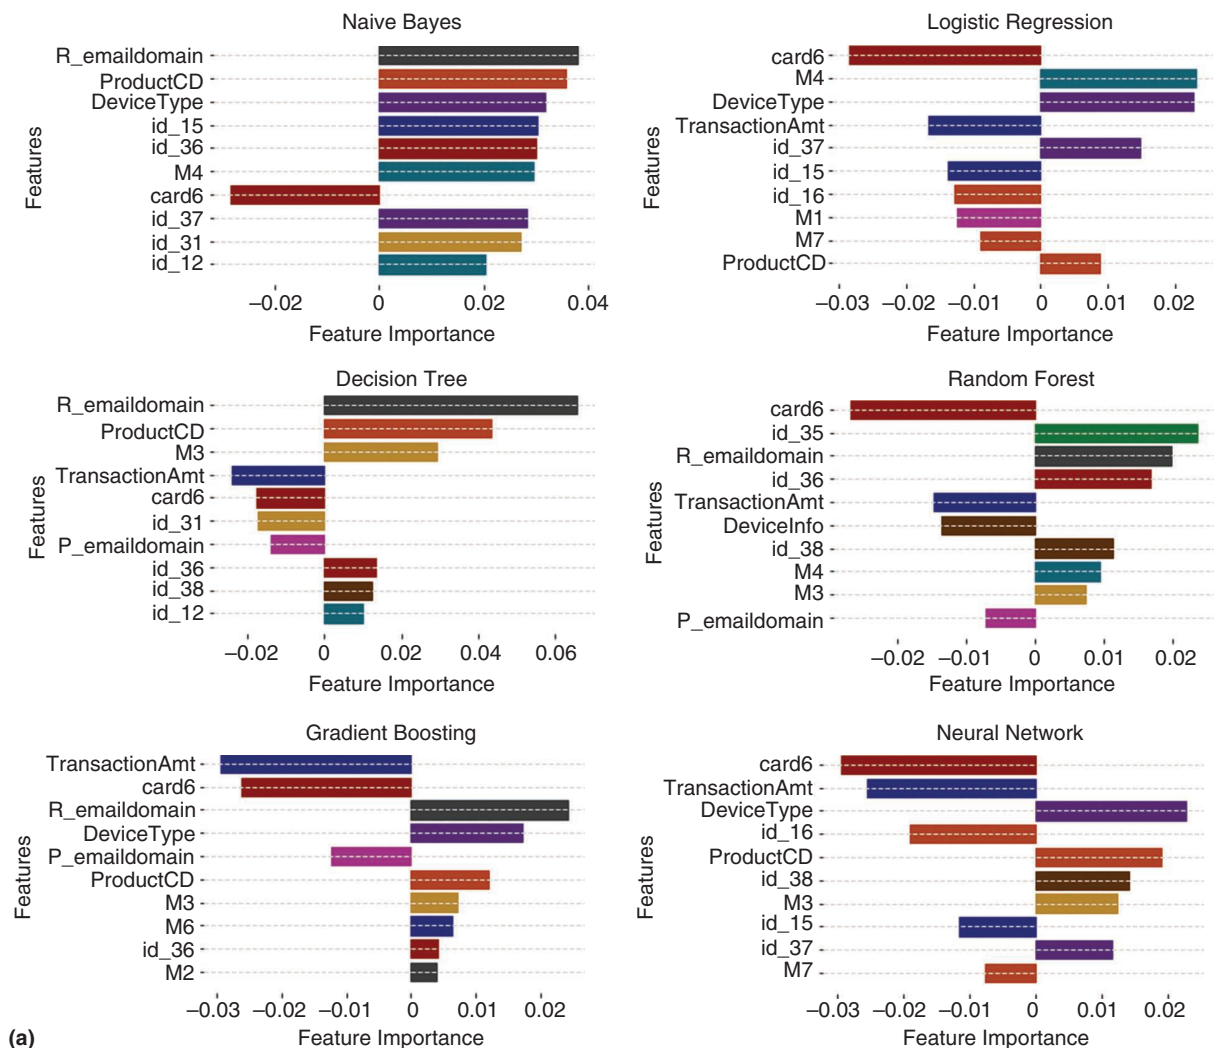 Naive Bayes
Features
R_emaildomain
ProductCD
DeviceType
id_15
id_36
M4
card6
id_37
id_31
id_12
−0.02 0 0.02 0.04
Feature Importance
Logistic Regression
Features
card6
M4
DeviceType
TransactionAmt
id_37
id_15
id_16
M1
M7
ProductCD
−0.03 −0.02 −0.01 0 0.01 0.02
Feature Importance
Decision Tree
Features
R_emaildomain
ProductCD
M3
TransactionAmt
card6
id_31
P_emaildomain
id_36
id_38
id_12
−0.02 0 0.02 0.04 0.06
Feature Importance
Random Forest
Features
card6
id_35
R_emaildomain
id_36
TransactionAmt
DeviceInfo
id_38
M4
M3
P_emaildomain
−0.02 −0.01 0 0.01 0.02
Feature Importance
Gradient Boosting
Features
TransactionAmt
card6
R_emaildomain
DeviceType
P_emaildomain
ProductCD
M3
M6
id_36
M2
−0.03 −0.02 −0.01 0 0.01 0.02
Feature Importance
Neural Network
Features
card6
TransactionAmt
DeviceType
id_16
ProductCD
id_38
M3
id_15
id_37
M7
−0.03 −0.02 −0.01 0 0.01 0.02
Feature Importance
(a)